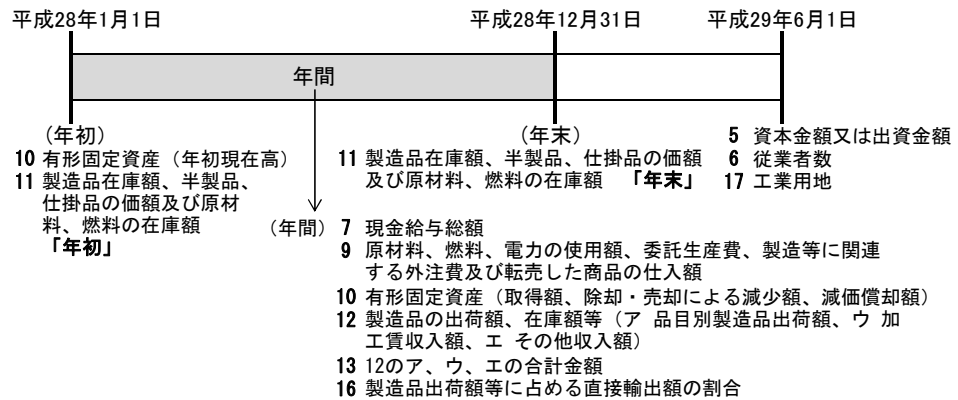 平成28年1月1日
平成28年12月31日
平成29年6月1日
年間
（年初）
10 有形固定資産（年初現在高）
11 製造品在庫額、半製品、
仕掛品の価額及び原材
料、燃料の在庫額
「年初」
（年末）
11 製造品在庫額、半製品、仕掛品の価額
及び原材料、燃料の在庫額 「年末」
5 資本金額又は出資金額
6 従業者数
17 工業用地
（年間） 7 現金給与総額
9 原材料、燃料、電力の使用額、委託生産費、製造等に関連
する外注費及び転売した商品の仕入額
10 有形固定資産（取得額、除却・売却による減少額、減価償却額）
12 製造品の出荷額、在庫額等（ア 品目別製造品出荷額、ウ 加
工賃収入額、エ その他収入額）
13 12のア、ウ、エの合計金額
16 製造品出荷額等に占める直接輸出額の割合